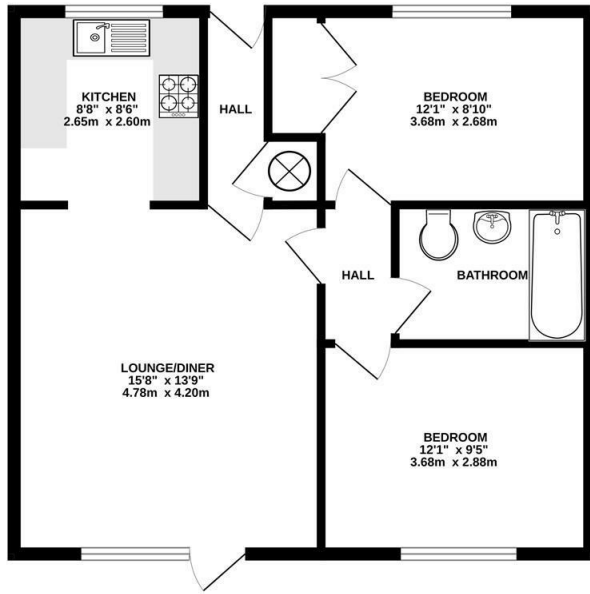 KITCHEN
8'8" x 8'6"
2.65m x 2.60m
HALL
BEDROOM
12'1" x 8'10"
3.68m x 2.68m
HALL
BATHROOM
LOUNGE/DINER
15'8" x 13'9"
4.78m x 4.20m
BEDROOM
12'1" x 9'5"
3.68m x 2.88m